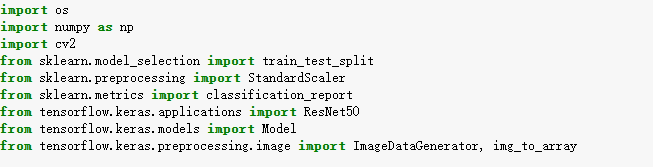 import os
import numpy as np
import cv2
from sklearn.model_selection import train_test_split
from sklearn.preprocessing import StandardScaler
from sklearn.metrics import classification_report
from tensorflow.keras.applications import ResNet50
from tensorflow.keras.models import Model
from tensorflow.keras.preprocessing.image import ImageDataGenerator, img_to_array